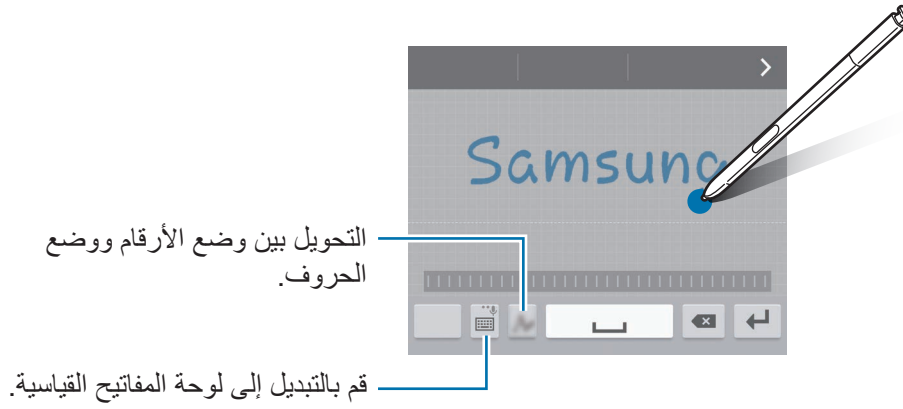 Samsung
التحويل بين وضع الأرقام ووضع
الحروف.
قم بالتبديل إلى لوحة المفاتيح القياسية.